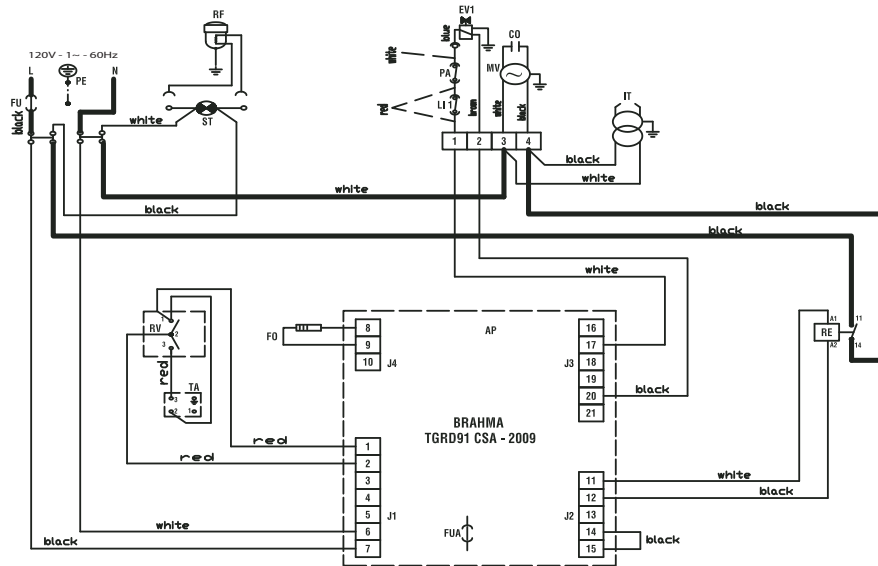 RF
EV1
CO
120V - 1~ - 60Hz
L
PE
N
blue
white
PA
MV
FU
black
red
LI 1
brown
white
black
IT
white
ST
1 2 3 4
black
white
white
black
black
black
white
RV
1
2
3
red
TA
3
2
1
FO
8
9
10
J4
AP
16
17
18
19
20
21
J3
black
A1
11
RE
A2
14
BRAHMA
TGRD91 CSA - 2009
red
red
1
2
3
4
5
6
7
J1
white
black
FUA
11
12
13
14
15
J2
white
black
black